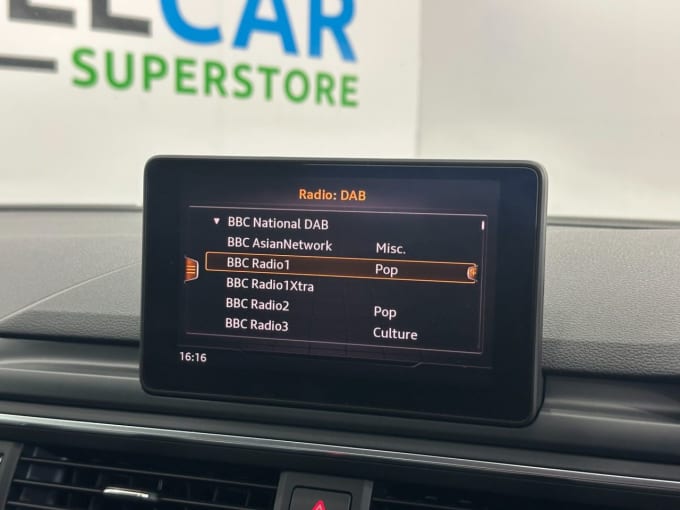 CAR
SUPERSTORE
Radio: DAB
BBC National DAB
BBC AsianNetwork Misc.
BBC Radio1 Pop
BBC Radio1Xtra
BBC Radio2 Pop
BBC Radio3 Culture
16:16